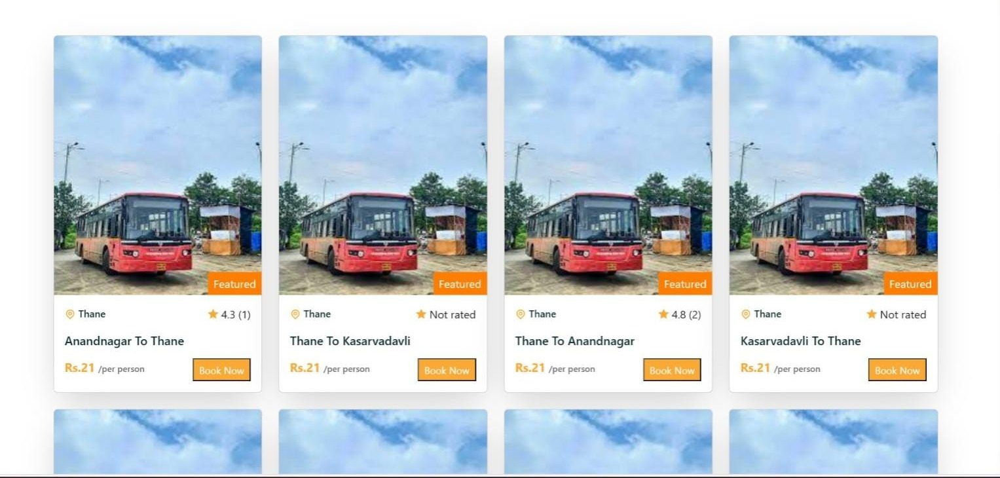 Featured
Featured
Featured
Featured
Thane
4.3 (1)
Anandnagar To Thane
Rs.21 /per person
Book Now
Thane
Not rated
Thane To Kasarvadavli
Rs.21 /per person
Book Now
Thane
4.8 (2)
Thane To Anandnagar
Rs.21 /per person
Book Now
Thane
Not rated
Kasarvadavli To Thane
Rs.21 /per person
Book Now